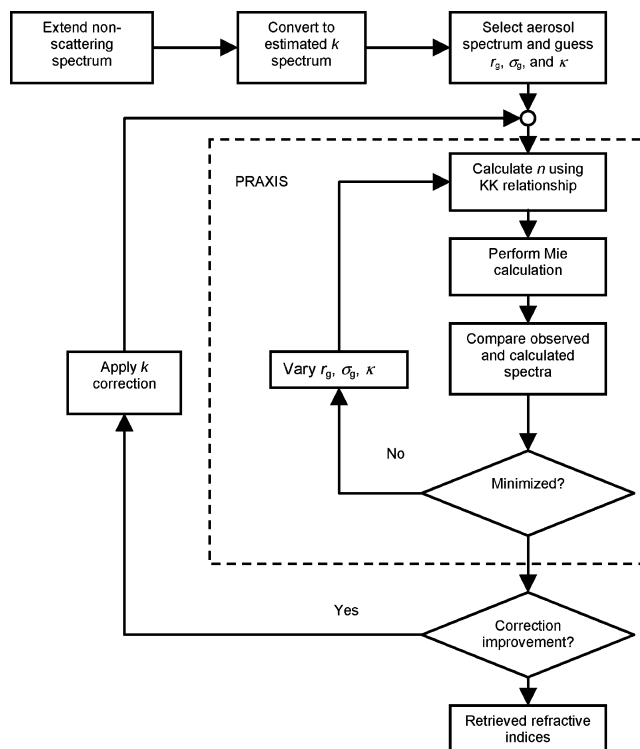 Extend non-
scattering
spectrum
Convert to
estimated k
spectrum
Select aerosol
spectrum and guess
rg, σg, and κ
PRAXIS
Calculate n using
KK relationship
Perform Mie
calculation
Compare observed
and calculated
spectra
Apply k
correction
Vary rg, σg, κ
No
Minimized?
Yes
Correction
improvement?
Retrieved refractive
indices